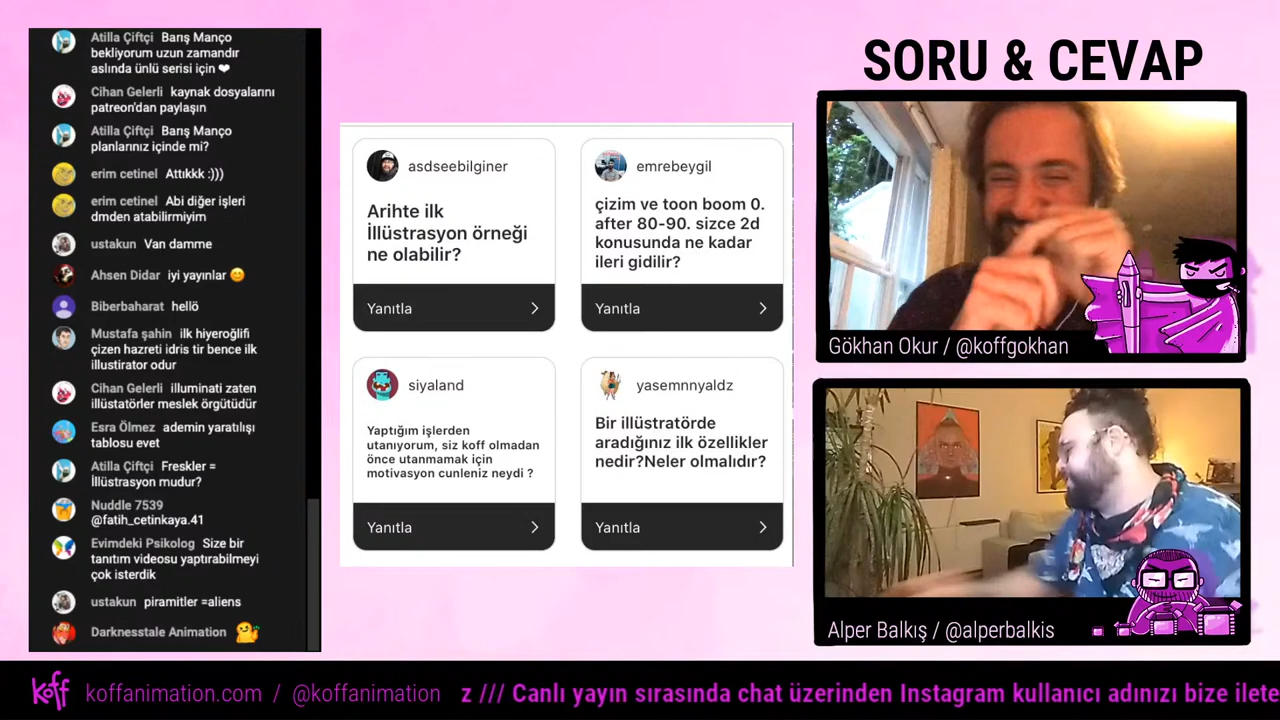 Atilla Çiftçi Barış Manço
bekliyorum uzun zamandır
aslında ünlü serisi için ❤
Cihan Gelerli kaynak dosyalarını
patreon'dan paylaşın
Atilla Çiftçi Barış Manço
planlarınız içinde mi?
erim cetinel Attıkkk :)))
erim cetinel Abi diğer işleri
dmden atabilirmiyim
ustakun Van damme
Ahsen Didar iyi yayınlar 😊
Biberbaharat hellö
Mustafa şahin ilk hiyeroğlifi
çizen hazreti idris tir bence ilk
illustirator odur
Cihan Gelerli illuminati zaten
illüstatörler meslek örgütüdür
Esra Ölmez ademin yaratılışı
tablosu evet
Atilla Çiftçi Freskler =
İllüstrasyon mudur?
Nuddle 7539
@fatih_cetinkaya.41
Evimdeki Psikolog Size bir
tanıtım videosu yaptırabilmeyi
çok isterdik
ustakun piramitler =aliens
Darknesstale Animation
asdseebilginer
Arihte ilk
İllüstrasyon örneği
ne olabilir?
Yanıtla
emrebeygil
çizim ve toon boom 0.
after 80-90. sizce 2d
konusunda ne kadar
ileri gidilir?
Yanıtla
siyaland
Yaptığım işlerden
utanıyorum, siz koff olmadan
önce utanmamak için
motivasyon cunleniz neydi ?
Yanıtla
yasemnnyaldz
Bir illüstratörde
aradığınız ilk özellikler
nedir?Neler olmalıdır?
Yanıtla
SORU & CEVAP
Gökhan Okur / @koffgokhan
Alper Balkış / @alperbalkis
koff koffanimation.com / @koffanimation z /// Canlı yayın sırasında chat üzerinden Instagram kullanıcı adınızı bize ilete